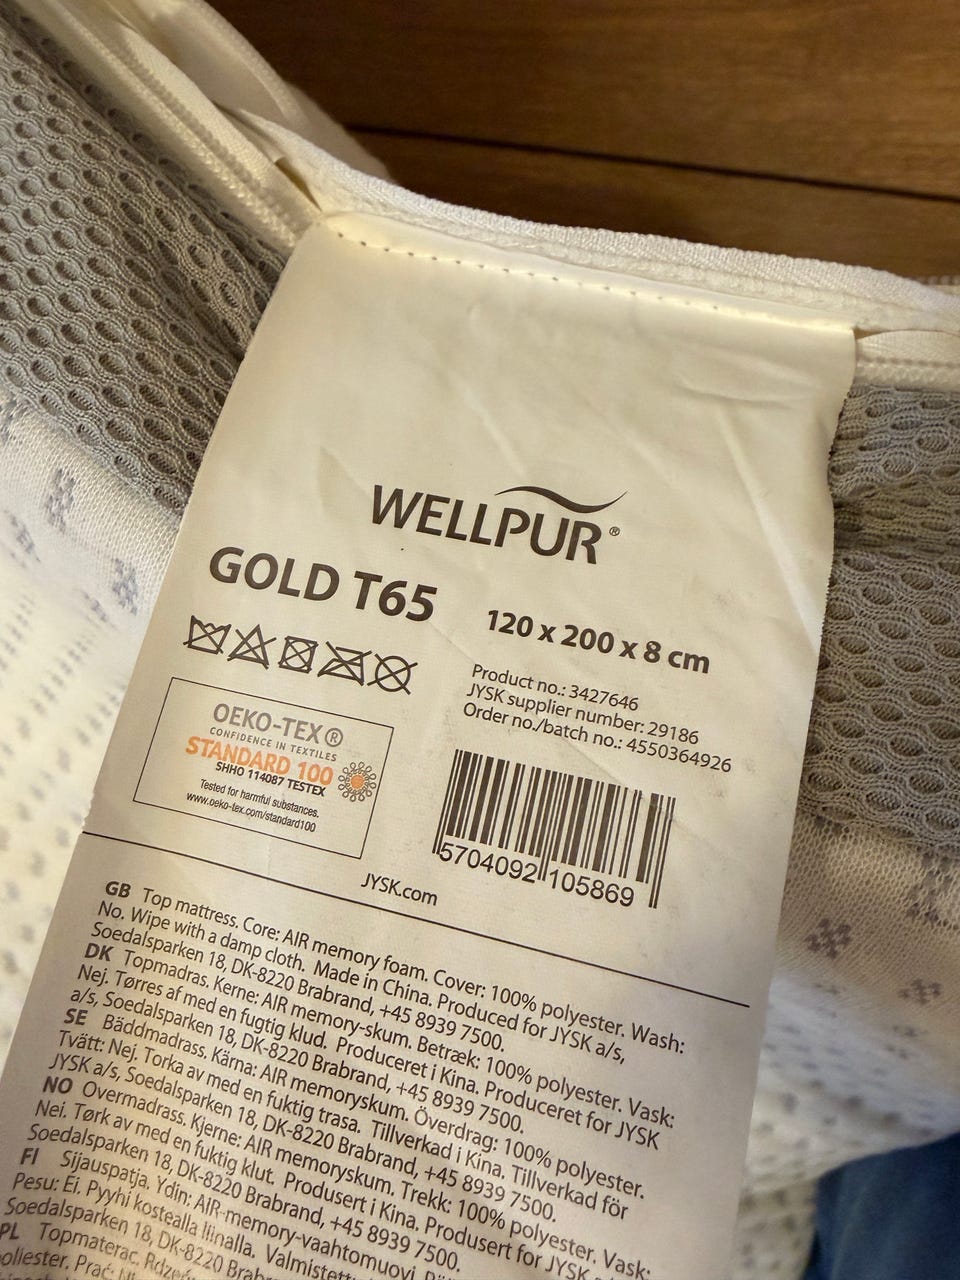 WELLPUR®
GOLD T65
120 x 200 x 8 cm
Product no.: 3427646
JYSK supplier number: 29186
Order no./batch no.: 4550364926
OEKO-TEX®
CONFIDENCE IN TEXTILES
STANDARD 100
SHHO 114087 TESTEX
Tested for harmful substances.
www.oeko-tex.com/standard100
5704092 105869
JYSK.com
GB Top mattress. Core: AIR memory foam. Cover: 100% polyester. Wash:
No. Wipe with a damp cloth. Made in China. Produced for JYSK a/s,
Soedalsparken 18, DK-8220 Brabrand, +45 8939 7500.
DK Topmadras. Kerne: AIR memory-skum. Betræk: 100% polyester. Vask:
Nej. Tørres af med en fugtig klud. Produceret i Kina. Produceret for JYSK
a/s, Soedalsparken 18, DK-8220 Brabrand, +45 8939 7500.
SE Bäddmadrass. Kärna: AIR memoryskum. Överdrag: 100% polyester.
Tvätt: Nej. Torka av med en fuktig trasa. Tillverkad i Kina. Tillverkad för
JYSK a/s, Soedalsparken 18, DK-8220 Brabrand, +45 8939 7500.
NO Overmadrass. Kjerne: AIR memoryskum. Trekk: 100% polyester. Vask:
Nei. Tørk av med en fuktig klut. Produsert i Kina. Produsert for JYSK
Soedalsparken 18, DK-8220 Brabrand, +45 8939 7500.
FI Sijauspatja. Ydin: AIR-memory-vaahtomuovi.
Pesu: Ei. Pyyhi kostealla liinalla.
Soedalsparken 18, DK-8220
PL Topmaterac.